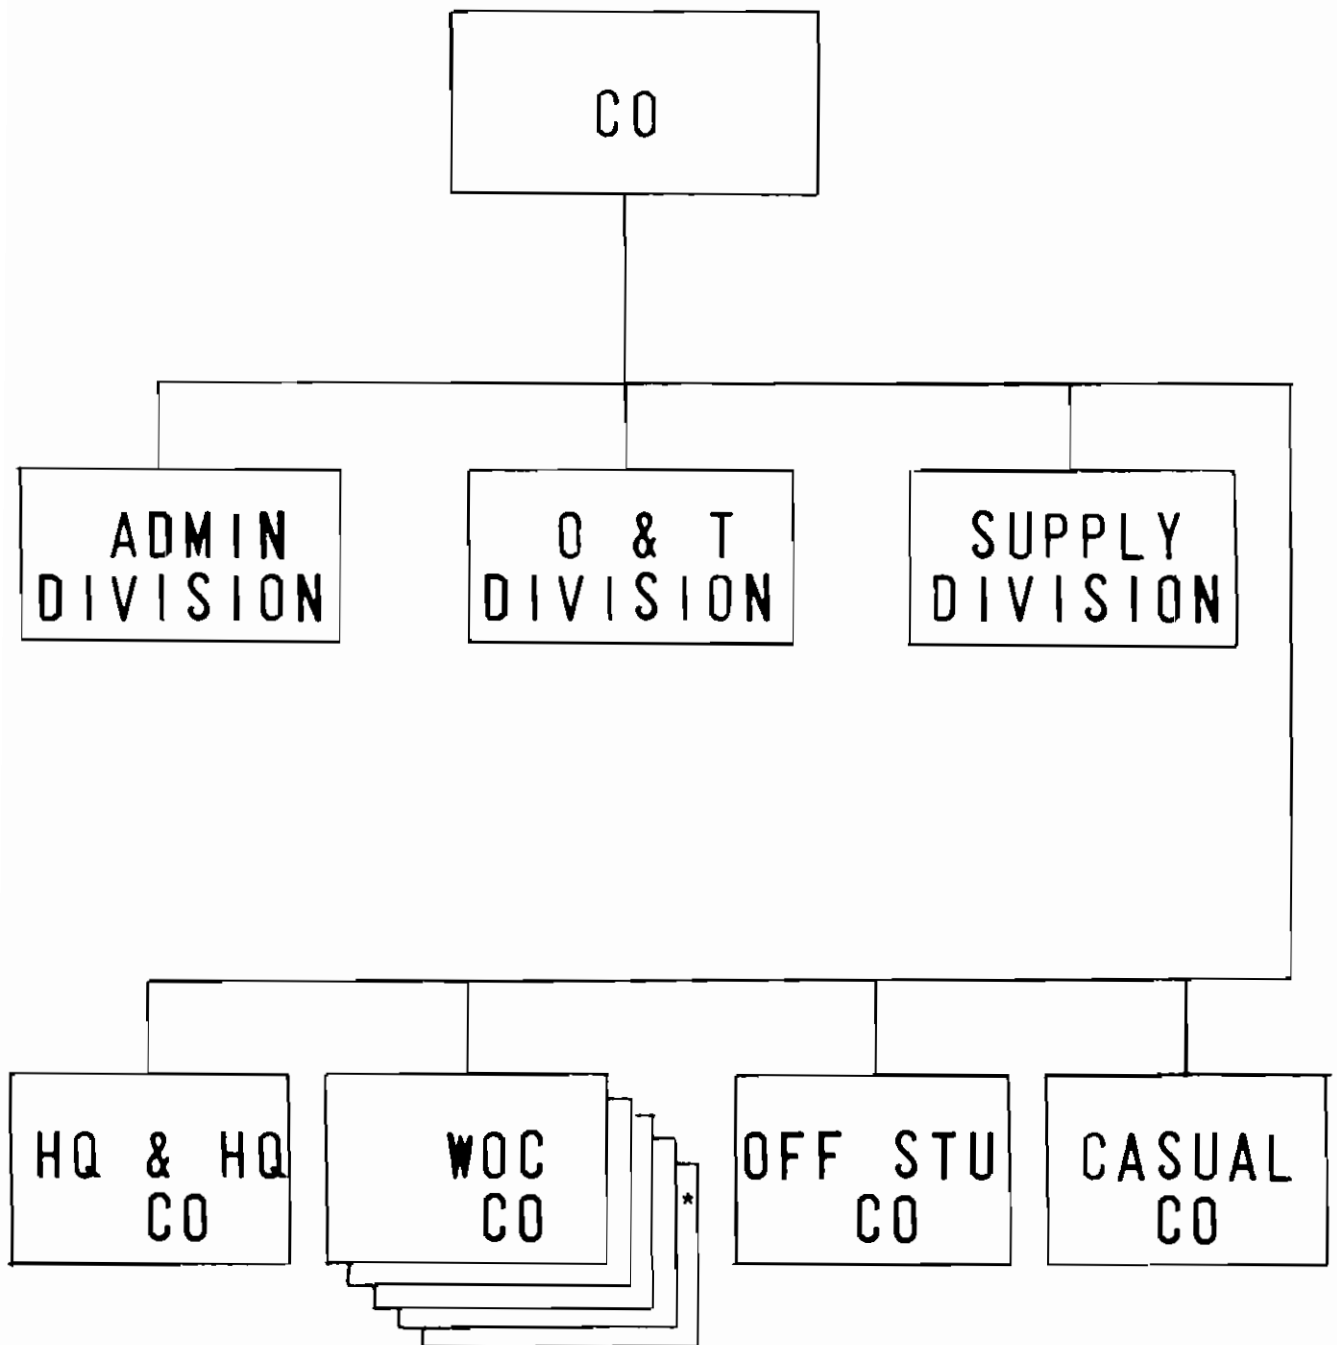 CO
ADMIN
DIVISION
O & T
DIVISION
SUPPLY
DIVISION
HQ & HQ
CO
WOC
CO
*
OFF STU
CO
CASUAL
CO